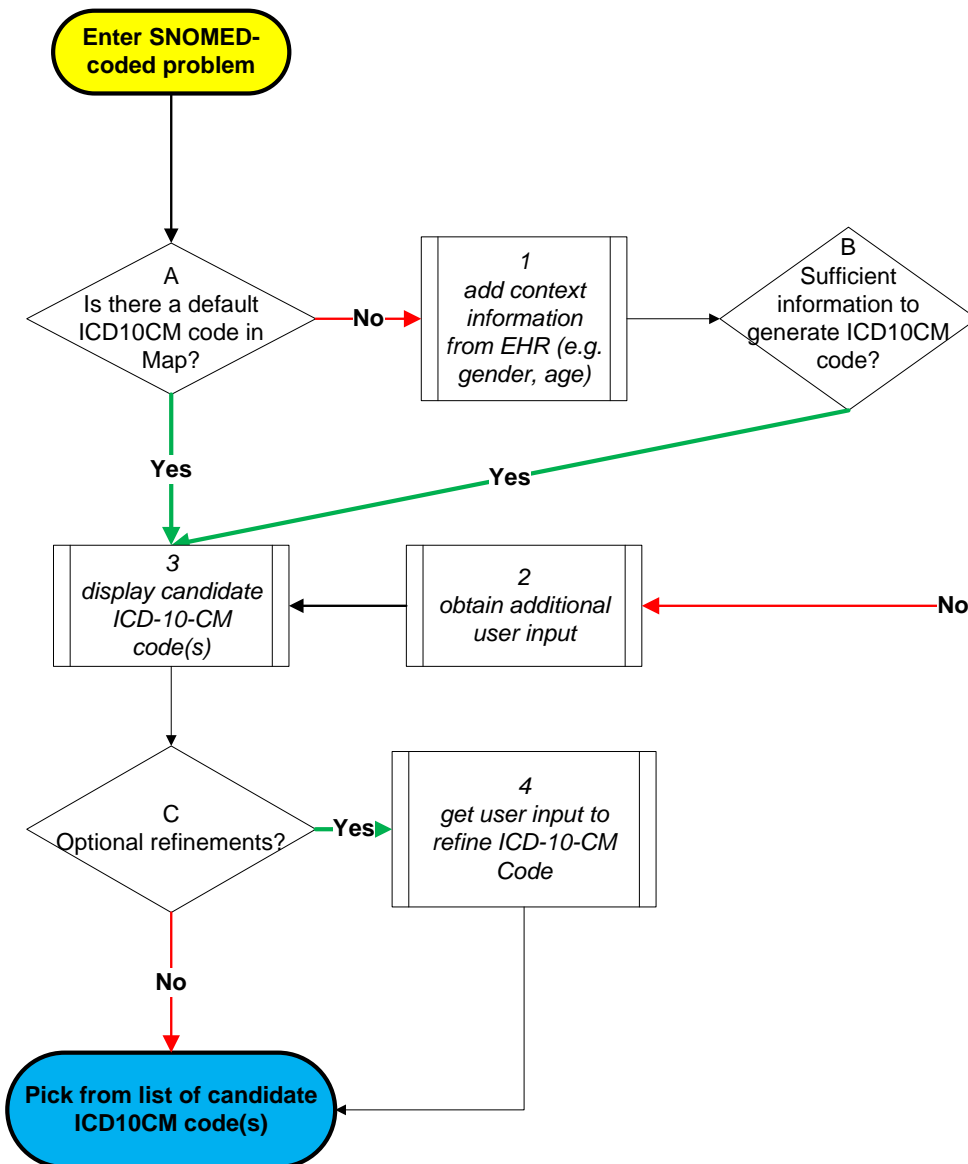 Enter SNOMED-
coded problem
A
Is there a default
ICD10CM code in
Map?
No
1
add context
information
from EHR (e.g.
gender, age)
B
Sufficient
information to
generate ICD10CM
code?
Yes
Yes
3
display candidate
ICD-10-CM
code(s)
2
obtain additional
user input
No
C
Optional refinements?
Yes
4
get user input to
refine ICD-10-CM
Code
No
Pick from list of candidate
ICD10CM code(s)